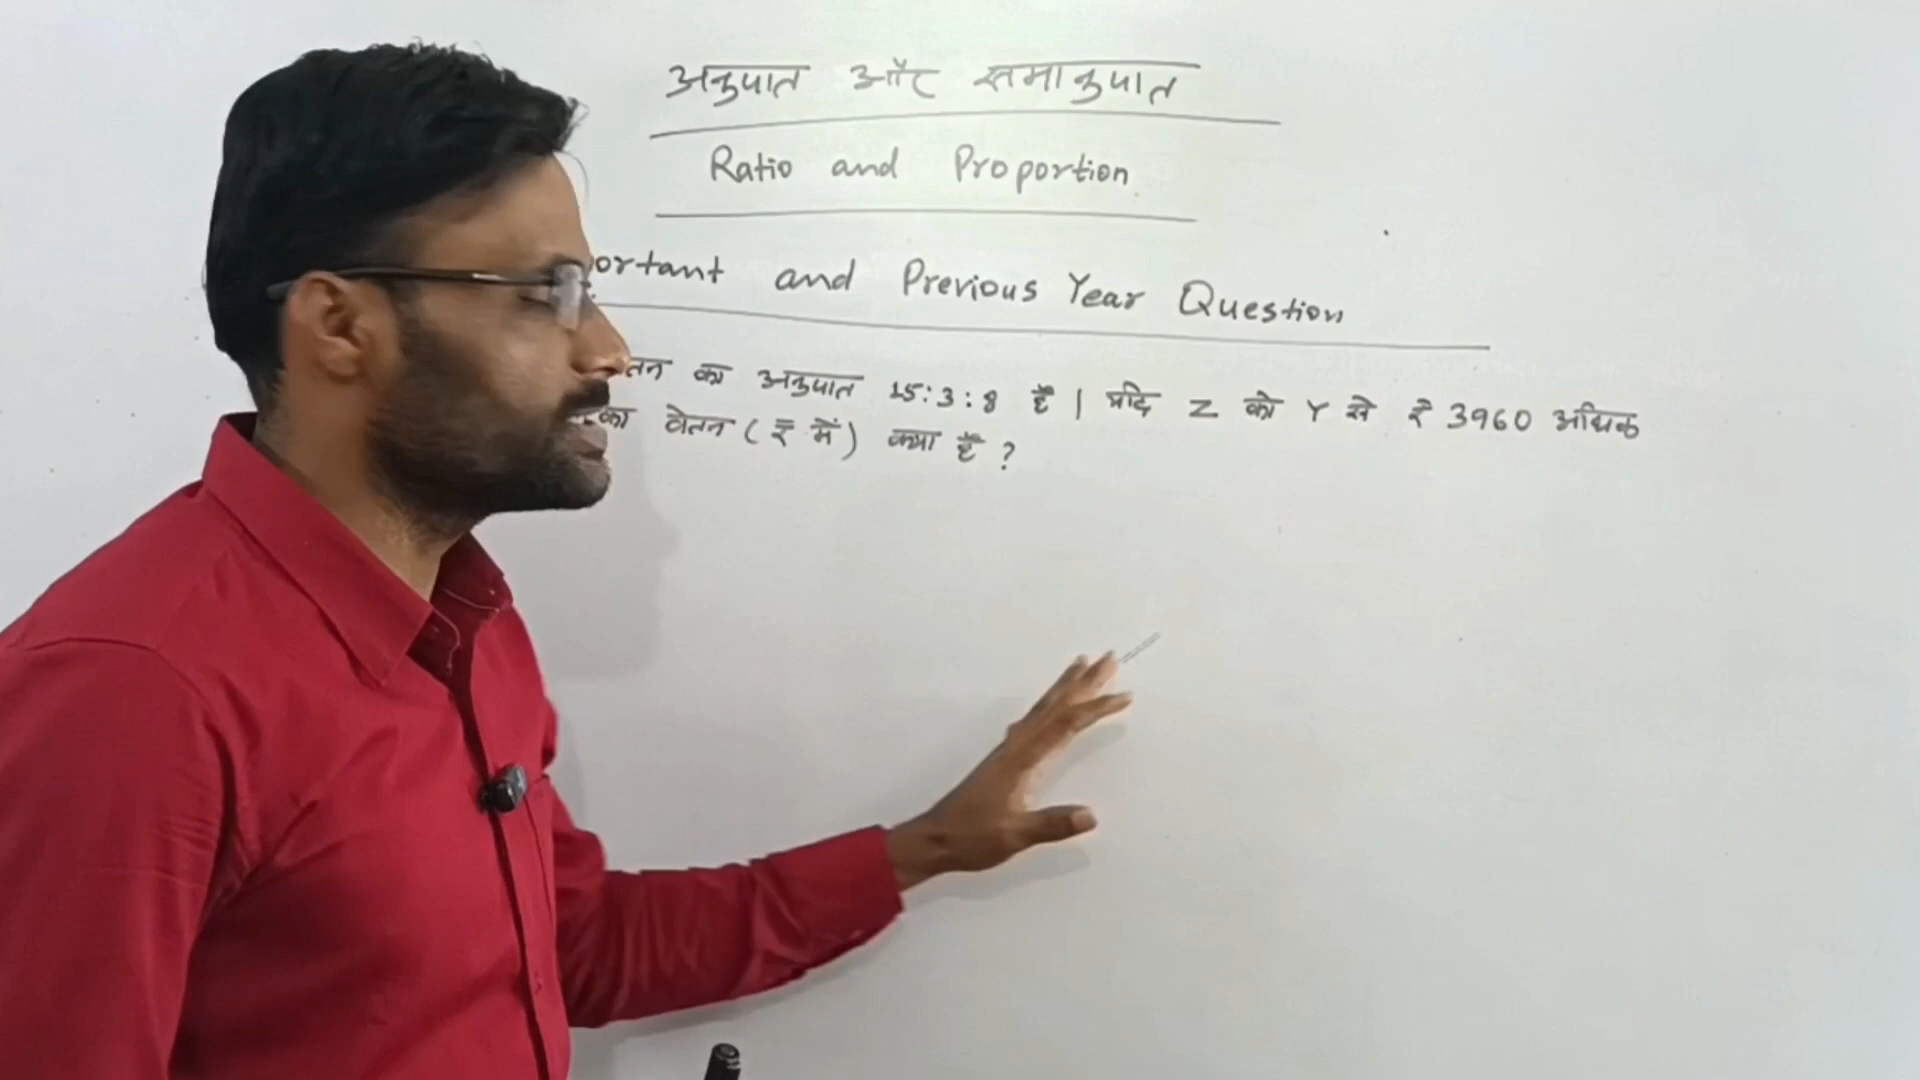 अनुपात और समानुपात
Ratio and Proportion
ortant and Previous Year Question
तन का अनुपात 15:3:8 है | यदि Z को Y से ₹ 3960 अधिक
का वेतन (₹ में) क्या है ?